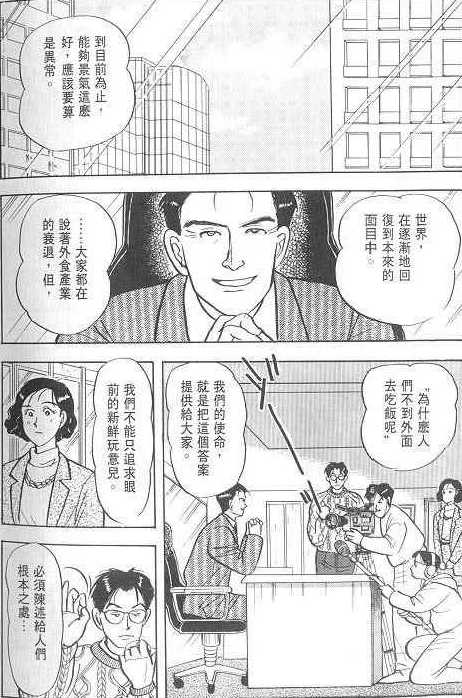 到目前為止，
能夠景氣這麼
好，應該要算
是異常。
世界，
在逐漸地回
復到本來的
面目中。
……大家都在
說著外食產業
的衰退，但，
"為什麼人
們不到外面
去吃飯呢"
我們的使命，
就是把這個答案
提供給大家。
我們不能只追求眼
前的新鮮玩意兒。
必須陳述給人們
根本之處…